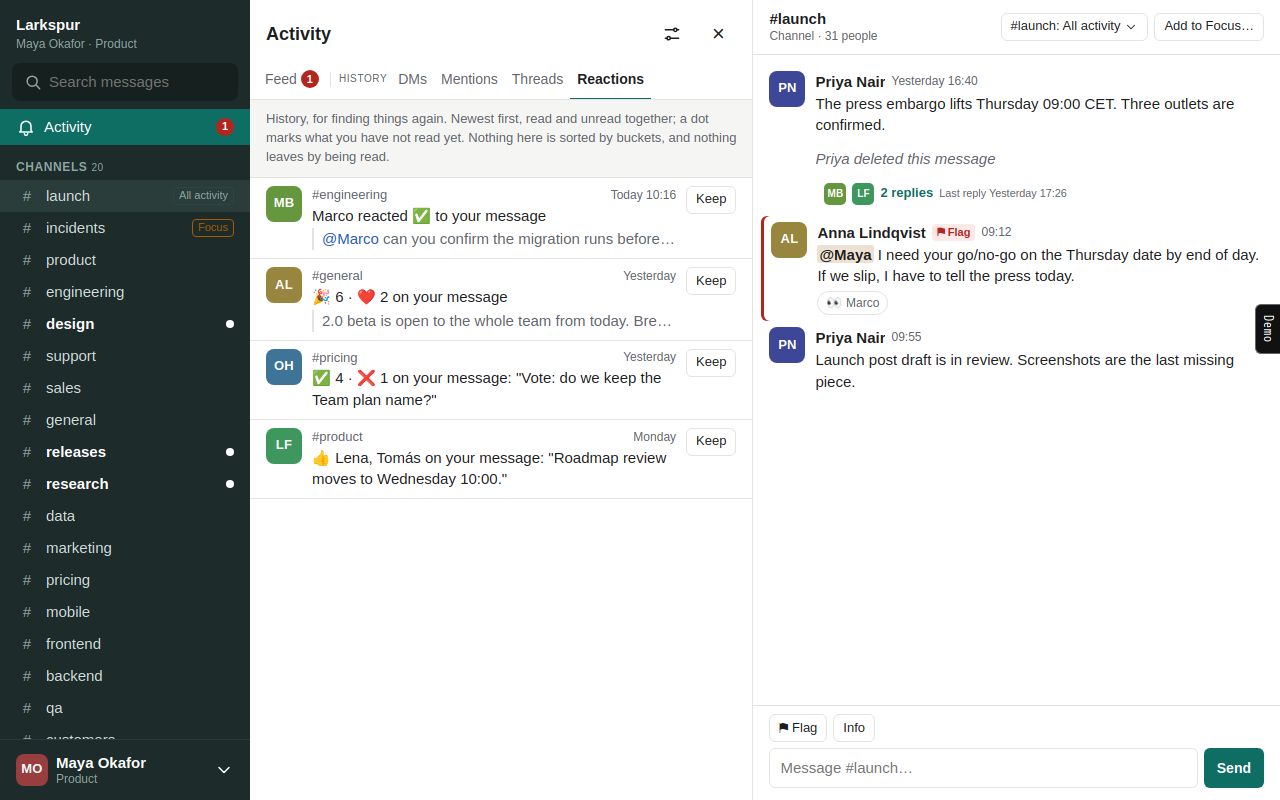 Larkspur
Maya Okafor · Product
Search messages
Activity
1
CHANNELS 20
# launch All activity
# incidents Focus
# product
# engineering
# design
# support
# sales
# general
# releases
# research
# data
# marketing
# pricing
# mobile
# frontend
# backend
# qa
# customers
MO
Maya Okafor
Product
Activity
Feed 1 HISTORY DMs Mentions Threads Reactions
History, for finding things again. Newest first, read and unread together; a dot
marks what you have not read yet. Nothing here is sorted by buckets, and nothing
leaves by being read.
MB
#engineering Today 10:16
Keep
Marco reacted ✅ to your message
@Marco can you confirm the migration runs before…
AL
#general Yesterday
Keep
🎉 6 · ❤️ 2 on your message
2.0 beta is open to the whole team from today. Bre…
OH
#pricing Yesterday
Keep
✅ 4 · ❌ 1 on your message: "Vote: do we keep the
Team plan name?"
LF
#product Monday
Keep
👍 Lena, Tomás on your message: "Roadmap review
moves to Wednesday 10:00."
#launch
Channel · 31 people
#launch: All activity
Add to Focus…
PN
Priya Nair Yesterday 16:40
The press embargo lifts Thursday 09:00 CET. Three outlets are
confirmed.
Priya deleted this message
MB LF 2 replies Last reply Yesterday 17:26
AL
Anna Lindqvist Flag 09:12
@Maya I need your go/no-go on the Thursday date by end of day.
If we slip, I have to tell the press today.
👀 Marco
PN
Priya Nair 09:55
Launch post draft is in review. Screenshots are the last missing
piece.
Demo
Flag
Info
Message #launch…
Send